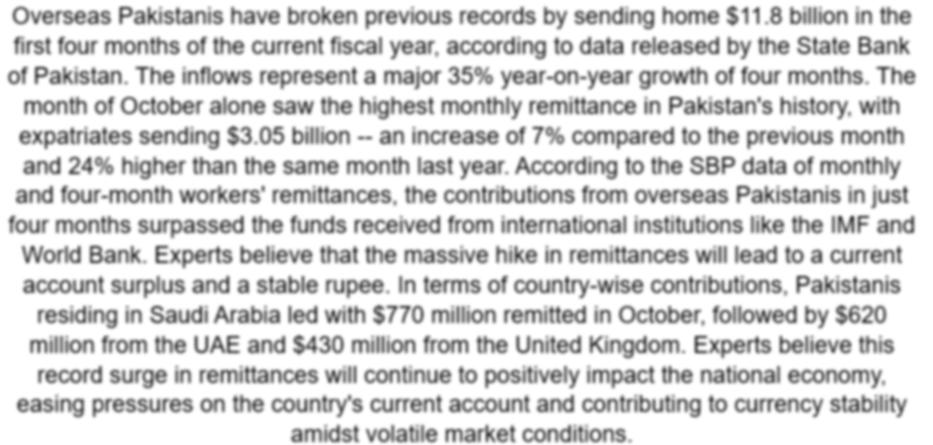 Overseas Pakistanis have broken previous records by sending home $11.8 billion in the
first four months of the current fiscal year, according to data released by the State Bank
of Pakistan. The inflows represent a major 35% year-on-year growth of four months. The
month of October alone saw the highest monthly remittance in Pakistan's history, with
expatriates sending $3.05 billion -- an increase of 7% compared to the previous month
and 24% higher than the same month last year. According to the SBP data of monthly
and four-month workers' remittances, the contributions from overseas Pakistanis in just
four months surpassed the funds received from international institutions like the IMF and
World Bank. Experts believe that the massive hike in remittances will lead to a current
account surplus and a stable rupee. In terms of country-wise contributions, Pakistanis
residing in Saudi Arabia led with $770 million remitted in October, followed by $620
million from the UAE and $430 million from the United Kingdom. Experts believe this
record surge in remittances will continue to positively impact the national economy,
easing pressures on the country's current account and contributing to currency stability
amidst volatile market conditions.